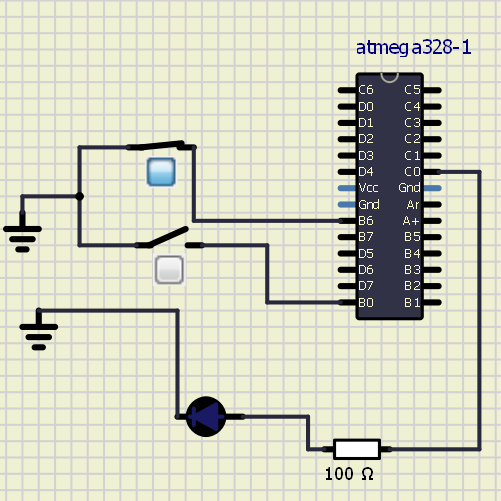 atmega328-1
C6 C5
D0 C4
D1 C3
D2 C2
D3 C1
D4 C0
Vcc Gnd
Gnd Ar
B6 A+
B7 B5
D5 B4
D6 B3
D7 B2
B0 B1
100 Ω